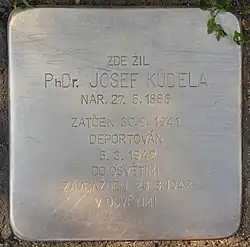 ZDE ŽIL
PhDr. JOSEF KUDELA
NAR. 27. 5. 1886
ZATČEN 30. 9. 1941
DEPORTOVÁN
5. 3. 1942
DO OSVĚTIMI
ZAVRAŽDĚN 23. 3. 1942
V OSVĚTIMI